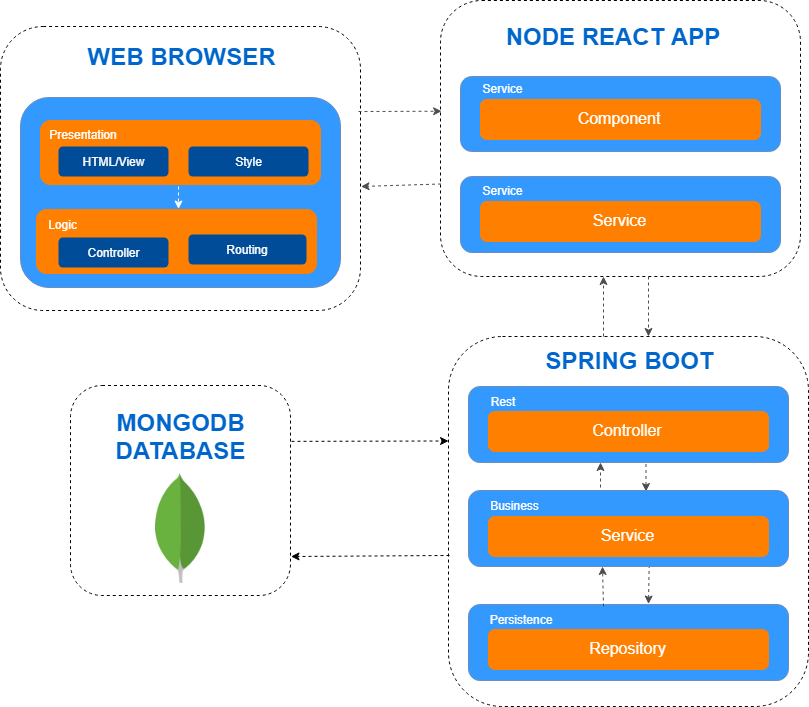 WEB BROWSER
Presentation
HTML/View
Style
Logic
Controller
Routing
NODE REACT APP
Service
Component
Service
Service
MONGODB
DATABASE
SPRING BOOT
Rest
Controller
Business
Service
Persistence
Repository